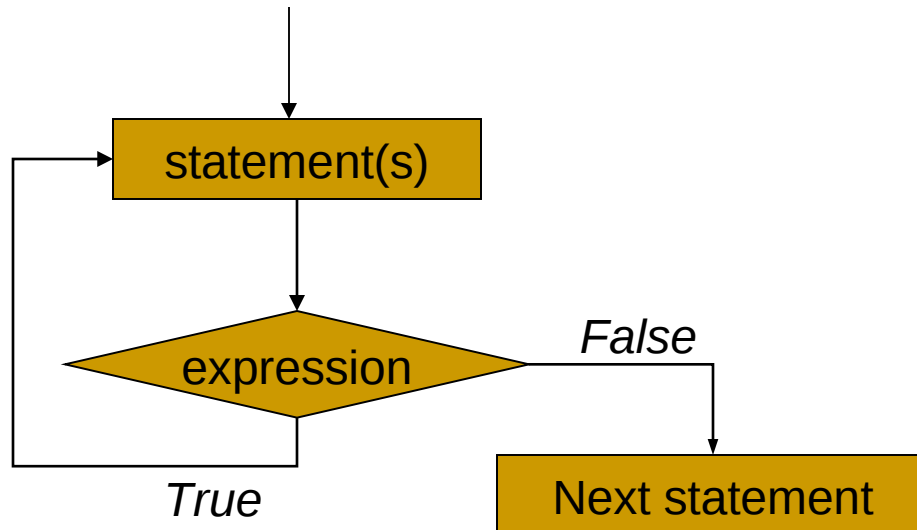 statement(s)
expression
False
True
Next statement